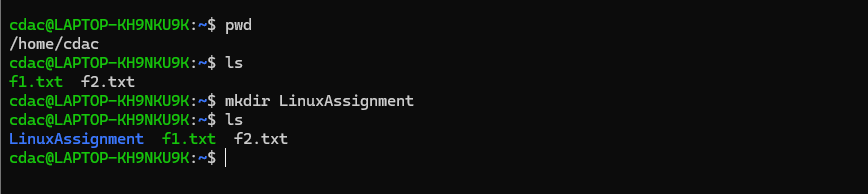 cdac@LAPTOP-KH9NKU9K:~$ pwd
/home/cdac
cdac@LAPTOP-KH9NKU9K:~$ ls
f1.txt  f2.txt
cdac@LAPTOP-KH9NKU9K:~$ mkdir LinuxAssignment
cdac@LAPTOP-KH9NKU9K:~$ ls
LinuxAssignment  f1.txt  f2.txt
cdac@LAPTOP-KH9NKU9K:~$